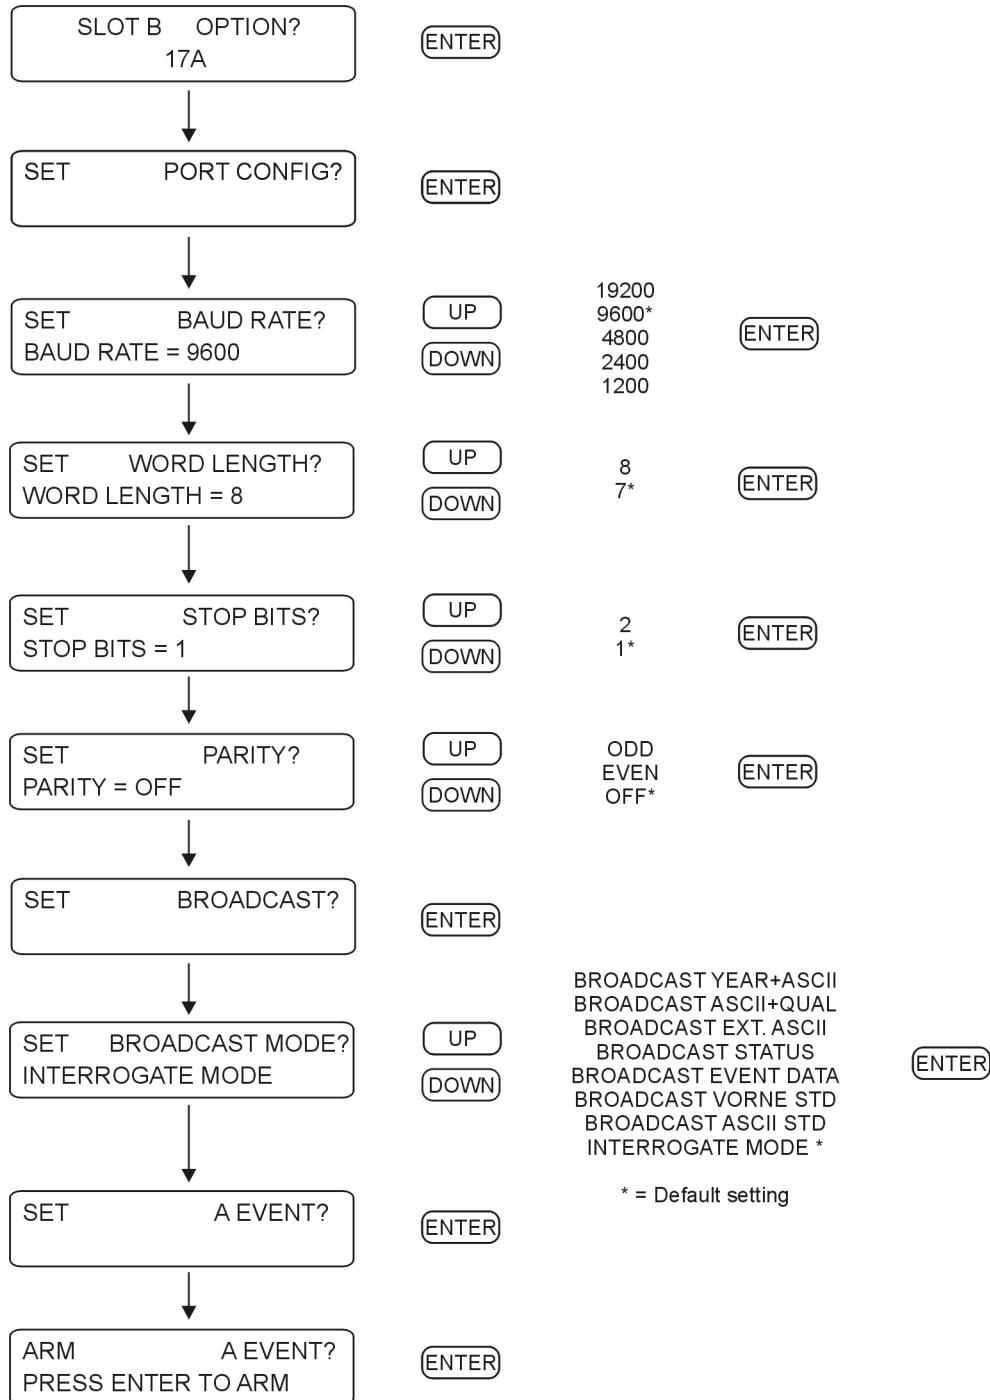 SLOT B OPTION?
17A
ENTER
SET PORT CONFIG?
ENTER
SET BAUD RATE?
BAUD RATE = 9600
UP
DOWN
19200
9600*
4800
2400
1200
ENTER
SET WORD LENGTH?
WORD LENGTH = 8
UP
DOWN
8
7*
ENTER
SET STOP BITS?
STOP BITS = 1
UP
DOWN
2
1*
ENTER
SET PARITY?
PARITY = OFF
UP
DOWN
ODD
EVEN
OFF*
ENTER
SET BROADCAST?
ENTER
SET BROADCAST MODE?
INTERROGATE MODE
UP
DOWN
BROADCAST YEAR+ASCII
BROADCAST ASCII+QUAL
BROADCAST EXT. ASCII
BROADCAST STATUS
BROADCAST EVENT DATA
BROADCAST VORNE STD
BROADCAST ASCII STD
INTERROGATE MODE *
ENTER
* = Default setting
SET A EVENT?
ENTER
ARM A EVENT?
PRESS ENTER TO ARM
ENTER